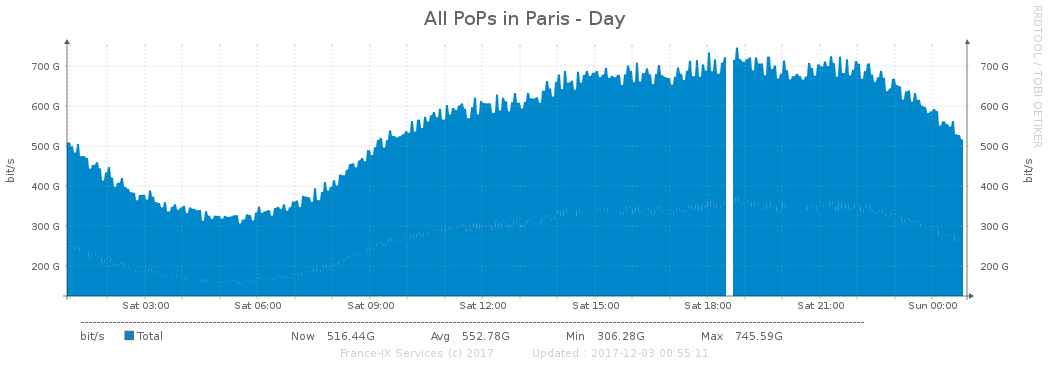 All PoPs in Paris - Day
RRDTOOL / TOBI OETIKER
bit/s
700 G 700 G
600 G 600 G
500 G 500 G
400 G 400 G
300 G 300 G
200 G 200 G
bit/s
Sat 03:00 Sat 06:00 Sat 09:00 Sat 12:00 Sat 15:00 Sat 18:00 Sat 21:00 Sun 00:00
bit/s Total Now 516.44G Avg 552.78G Min 306.28G Max 745.59G
France-IX Services (c) 2017 Updated : 2017-12-03 00:55:11